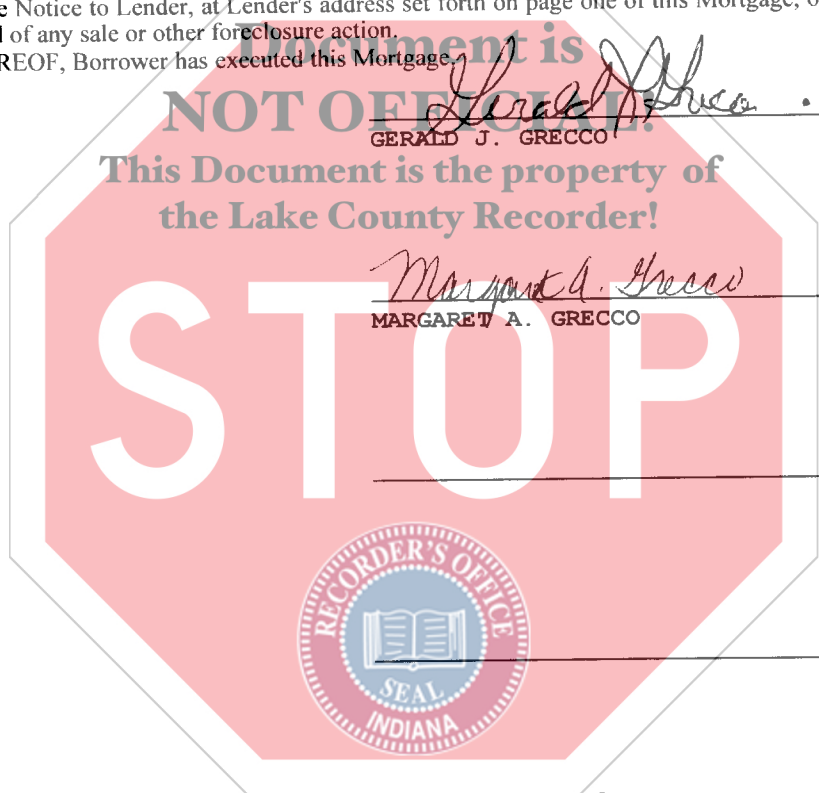 e Notice to Lender, at Lender's address set forth on page one of this Mortgage, o
l of any sale or other foreclosure action.
REOF, Borrower has executed this Mortgage.
Document is
NOT OFFICIAL!
Gerald J. Grecco
GERALD J. GRECCO
This Document is the property of
the Lake County Recorder!
Margaret A. Grecco
MARGARET A. GRECCO
STOP
RECORDER'S OFFICE
SEAL
INDIANA